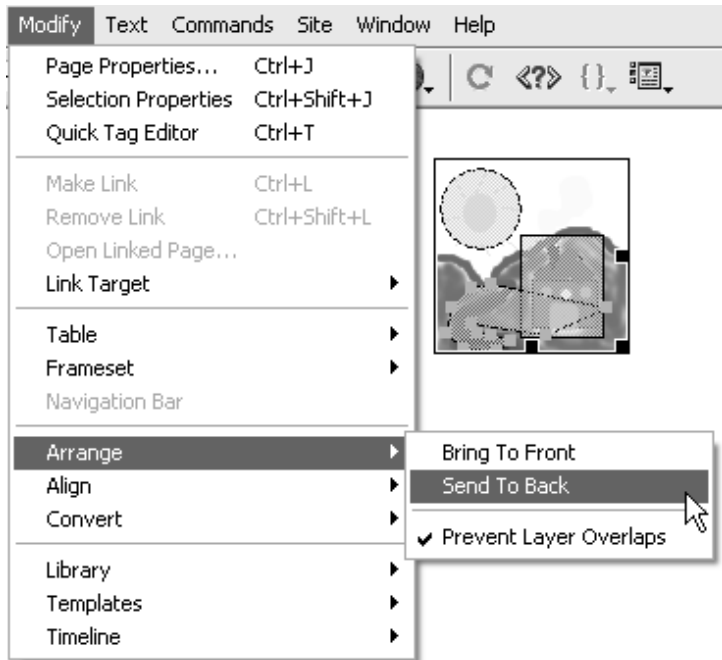 Modify Text Commands Site Window Help
Page Properties... Ctrl+J
Selection Properties Ctrl+Shift+J
Quick Tag Editor Ctrl+T
<?> {}
Make Link Ctrl+L
Remove Link Ctrl+Shift+L
Open Linked Page...
Link Target
Table
Frameset
Navigation Bar
Arrange
Bring To Front
Align
Send To Back
Convert
Prevent Layer Overlaps
Library
Templates
Timeline